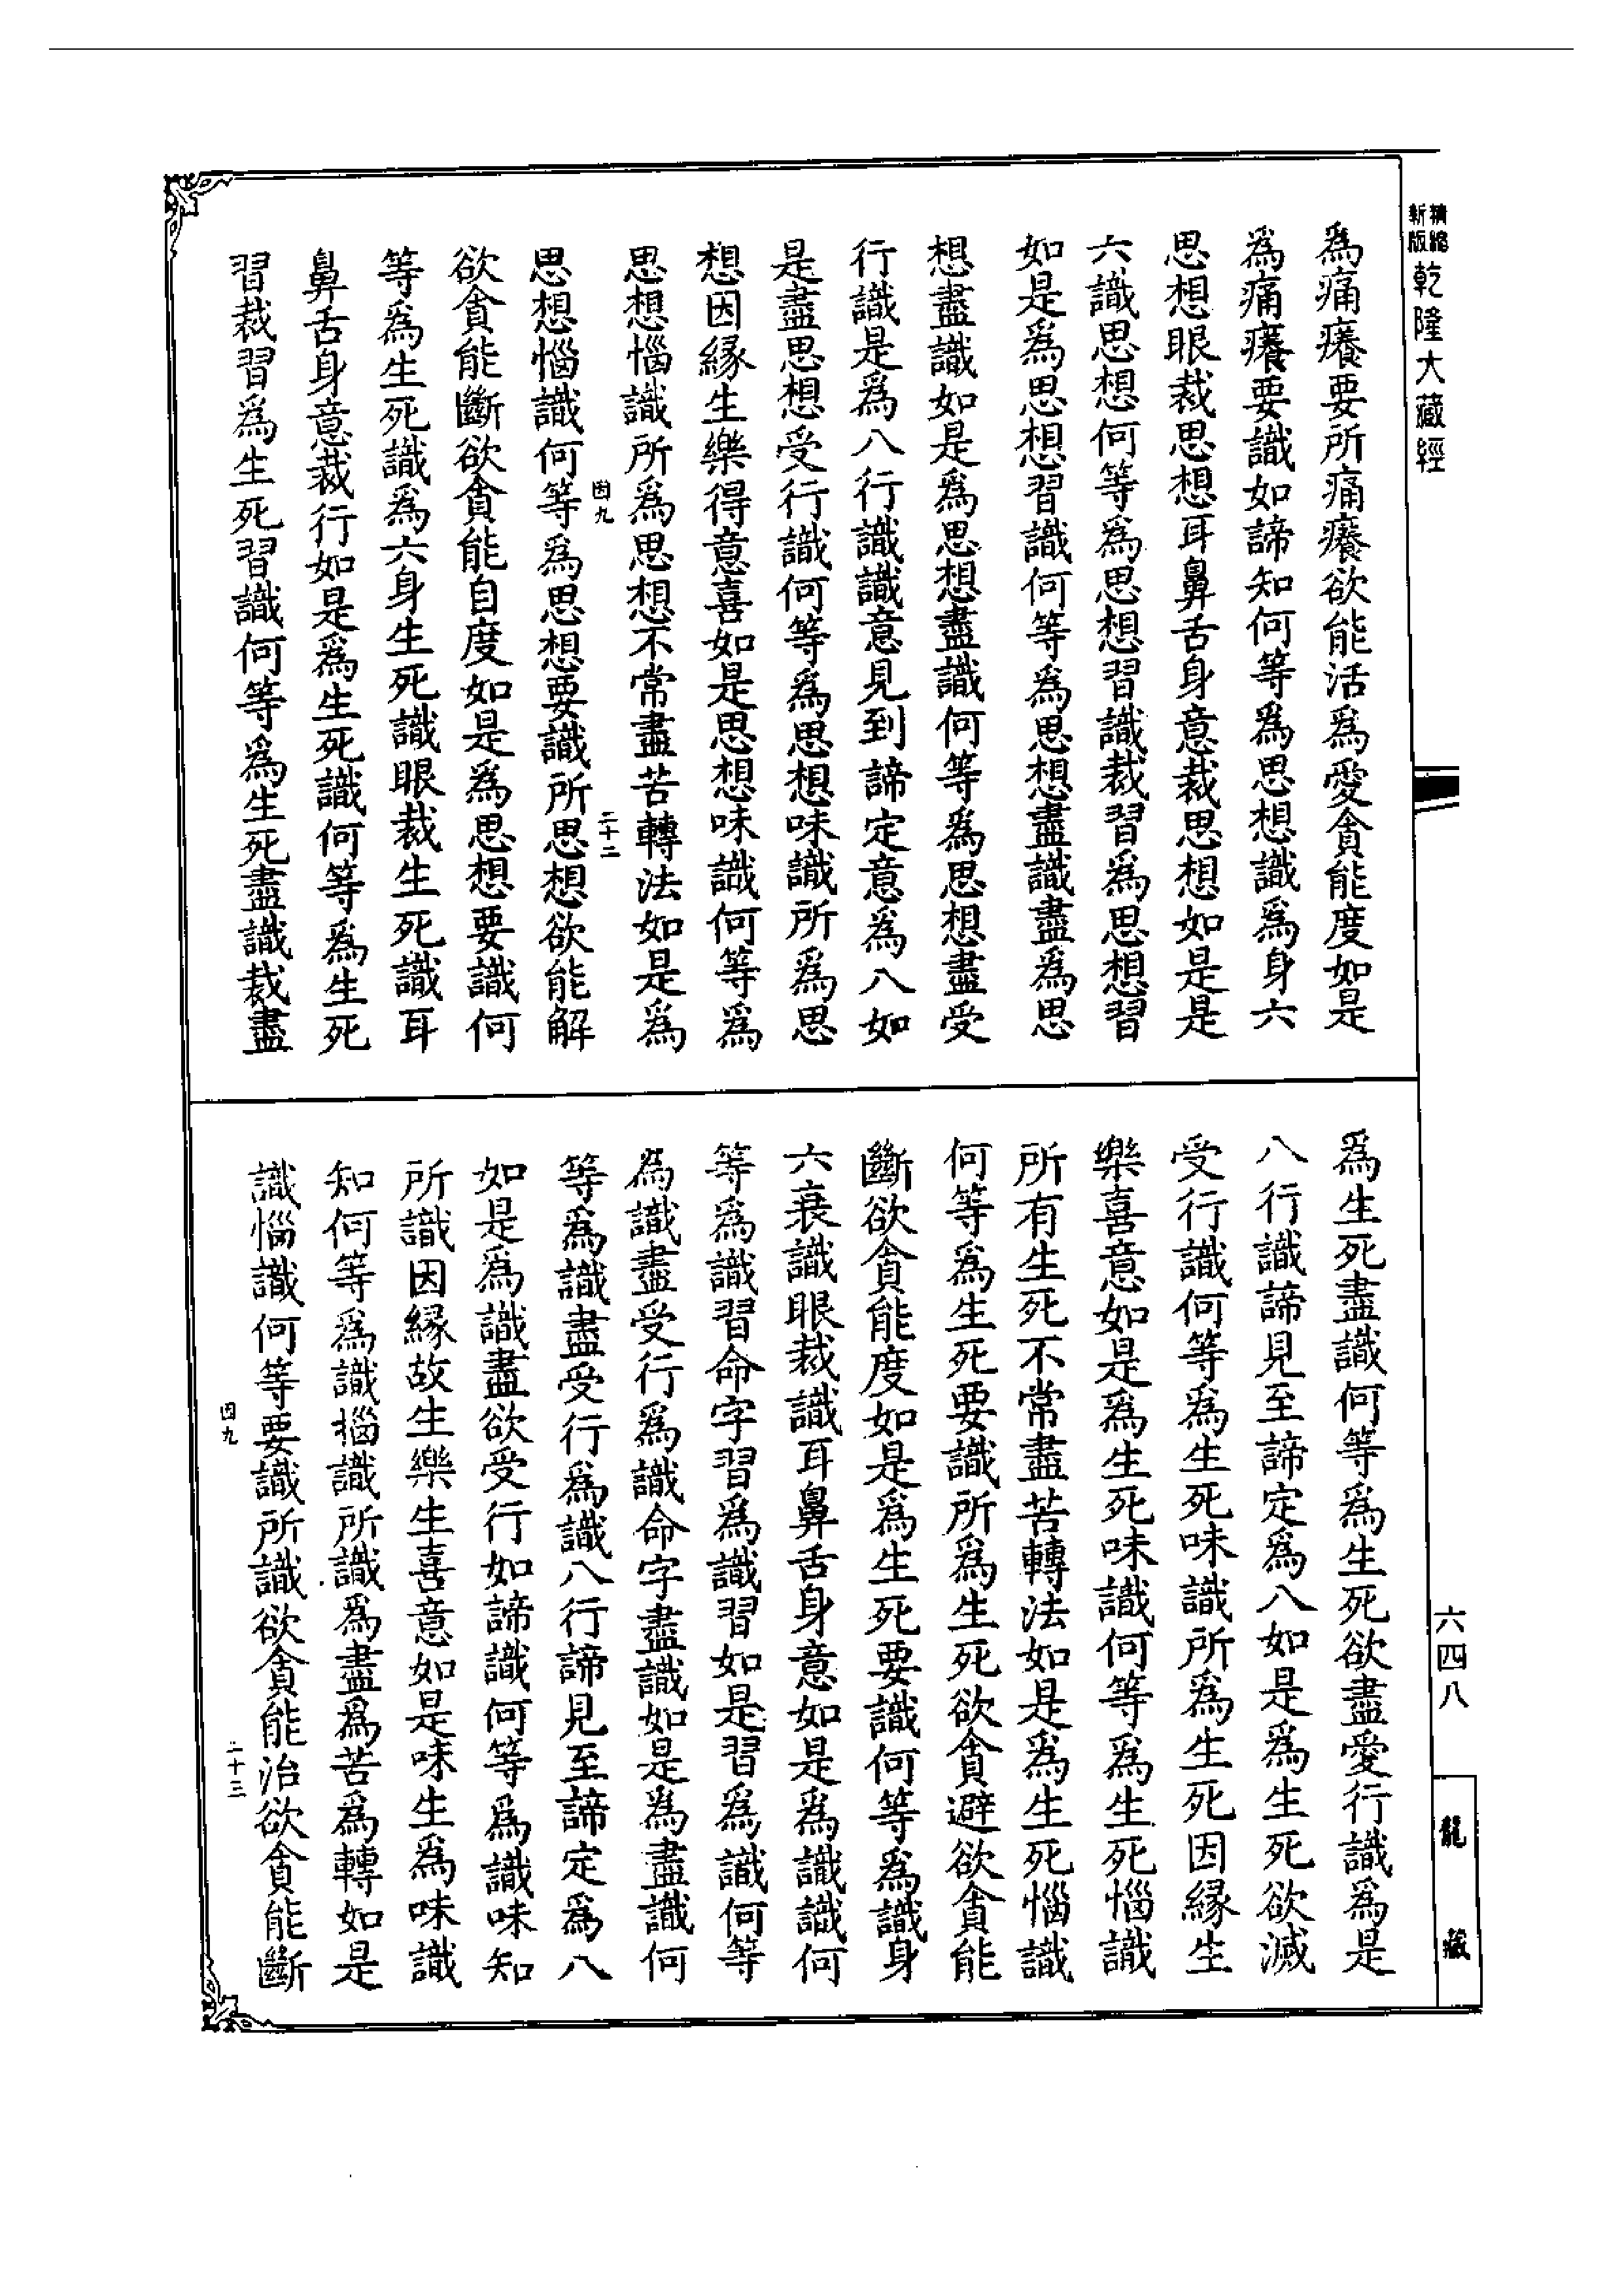 精縮
新版
乾隆大藏經
為痛癢要所痛癢欲能活為愛貪能度如是
為痛癢要識如諦知何等為思想識為身六
思想眼裁思想耳鼻舌身意裁思想如是是
六識思想何等為思想習識裁習為思想習
如是為思想習識何等為思想盡識盡為思
想盡識如是為思想盡識何等為思想盡受
行識是為八行識識意見到諦定意為八如
是盡思想受行識何等為思想味識所為思
想因緣生樂得意喜如是思想味識何等為
思想惱識所為思想不常盡苦轉法如是為
思想惱識何等為思想要識所思想欲能解
因九
二十二
欲貪能斷欲貪能自度如是為思想要識何
等為生死識為六身生死識眼裁生死識耳
鼻舌身意裁行如是為生死識何等為生死
習裁習為生死習識何等為生死盡識裁盡
為生死盡識何等為生死欲盡愛行識為是
八行識諦見至諦定為八如是為生死欲滅
受行識何等為生死味識所為生死因緣生
樂喜意如是為生死味識何等為生死惱識
所有生死不常盡苦轉法如是為生死惱識
何等為生死要識所為生死欲貪避欲貪能
斷欲貪能度如是為生死要識何等為識身
六衰識眼裁識耳鼻舌身意如是為識識何
等為識習命字習為識習如是習為識何等
為識盡受行為識命字盡識如是為盡識何
等為識盡受行為識八行諦見至諦定為八
如是為識盡欲受行如諦識何等為識味知
所識因緣故生樂生喜意如是味生為味識
知何等為識惱識所識為盡為苦為轉如是
識惱識何等要識所識欲貪能治欲貪能斷
因九
二十三
六四八
龍藏